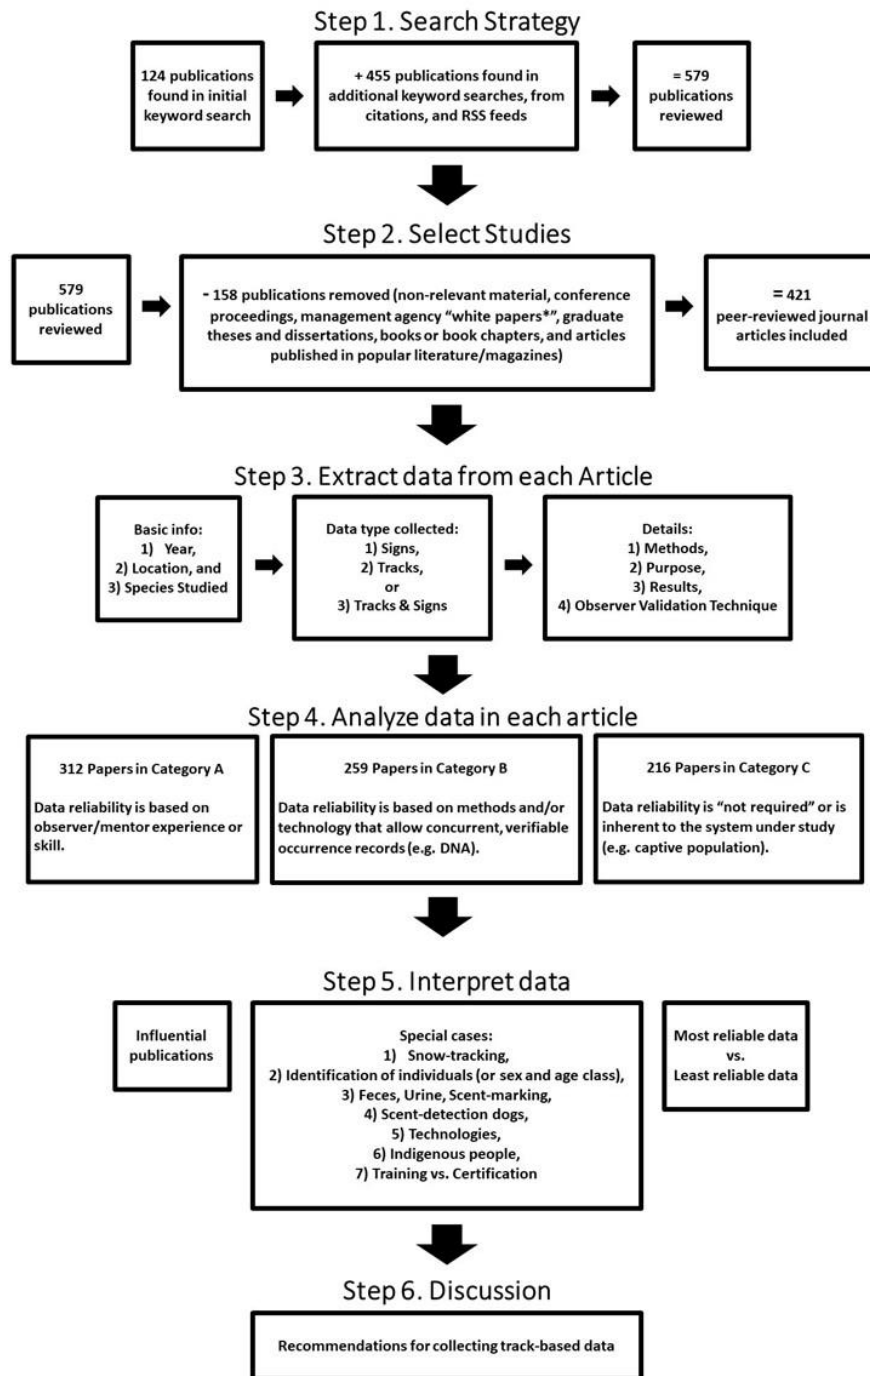 Step 1. Search Strategy
124 publications
found in initial
keyword search
+ 455 publications found in
additional keyword searches, from
citations, and RSS feeds
= 579
publications
reviewed
Step 2. Select Studies
579
publications
reviewed
- 158 publications removed (non-relevant material, conference
proceedings, management agency “white papers*”, graduate
theses and dissertations, books or book chapters, and articles
published in popular literature/magazines)
= 421
peer-reviewed journal
articles included
Step 3. Extract data from each Article
Basic info:
1) Year,
2) Location, and
3) Species Studied
Data type collected:
1) Signs,
2) Tracks,
or
3) Tracks & Signs
Details:
1) Methods,
2) Purpose,
3) Results,
4) Observer Validation Technique
Step 4. Analyze data in each article
312 Papers in Category A
Data reliability is based on
observer/mentor experience or
skill.
259 Papers in Category B
Data reliability is based on methods and/or
technology that allow concurrent, verifiable
occurrence records (e.g. DNA).
216 Papers in Category C
Data reliability is “not required” or is
inherent to the system under study
(e.g. captive population).
Step 5. Interpret data
Influential
publications
Special cases:
1) Snow-tracking,
2) Identification of individuals (or sex and age class),
3) Feces, Urine, Scent-marking,
4) Scent-detection dogs,
5) Technologies,
6) Indigenous people,
7) Training vs. Certification
Most reliable data
vs.
Least reliable data
Step 6. Discussion
Recommendations for collecting track-based data